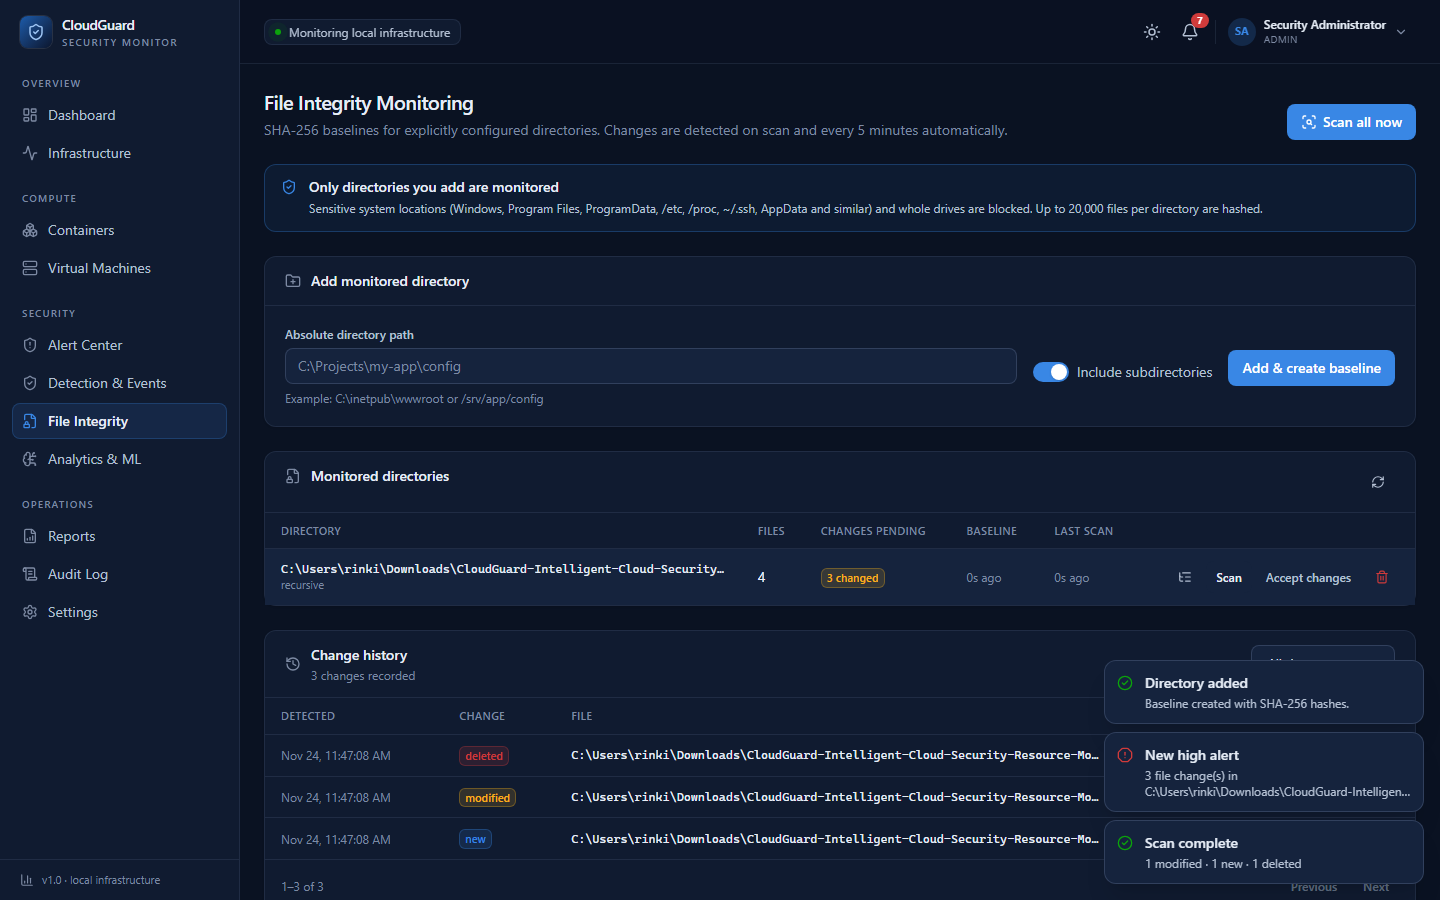 CloudGuard
SECURITY MONITOR
Monitoring local infrastructure
7
SA
Security Administrator
ADMIN
OVERVIEW
Dashboard
Infrastructure
COMPUTE
Containers
Virtual Machines
SECURITY
Alert Center
Detection & Events
File Integrity
Analytics & ML
OPERATIONS
Reports
Audit Log
Settings
v1.0 · local infrastructure
File Integrity Monitoring
SHA-256 baselines for explicitly configured directories. Changes are detected on scan and every 5 minutes automatically.
Scan all now
Only directories you add are monitored
Sensitive system locations (Windows, Program Files, ProgramData, /etc, /proc, ~/.ssh, AppData and similar) and whole drives are blocked. Up to 20,000 files per directory are hashed.
Add monitored directory
Absolute directory path
C:\Projects\my-app\config
Include subdirectories
Add & create baseline
Example: C:\inetpub\wwwroot or /srv/app/config
Monitored directories
DIRECTORY FILES CHANGES PENDING BASELINE LAST SCAN
C:\Users\rinki\Downloads\CloudGuard-Intelligent-Cloud-Security…
recursive
4
3 changed
0s ago
0s ago
Scan
Accept changes
Change history
3 changes recorded
DETECTED CHANGE FILE
Nov 24, 11:47:08 AM deleted C:\Users\rinki\Downloads\CloudGuard-Intelligent-Cloud-Security-Resource-Mo…
Nov 24, 11:47:08 AM modified C:\Users\rinki\Downloads\CloudGuard-Intelligent-Cloud-Security-Resource-Mo…
Nov 24, 11:47:08 AM new C:\Users\rinki\Downloads\CloudGuard-Intelligent-Cloud-Security-Resource-Mo…
1–3 of 3
Previous
Next
Directory added
Baseline created with SHA-256 hashes.
New high alert
3 file change(s) in
C:\Users\rinki\Downloads\CloudGuard-Intelligen…
Scan complete
1 modified · 1 new · 1 deleted